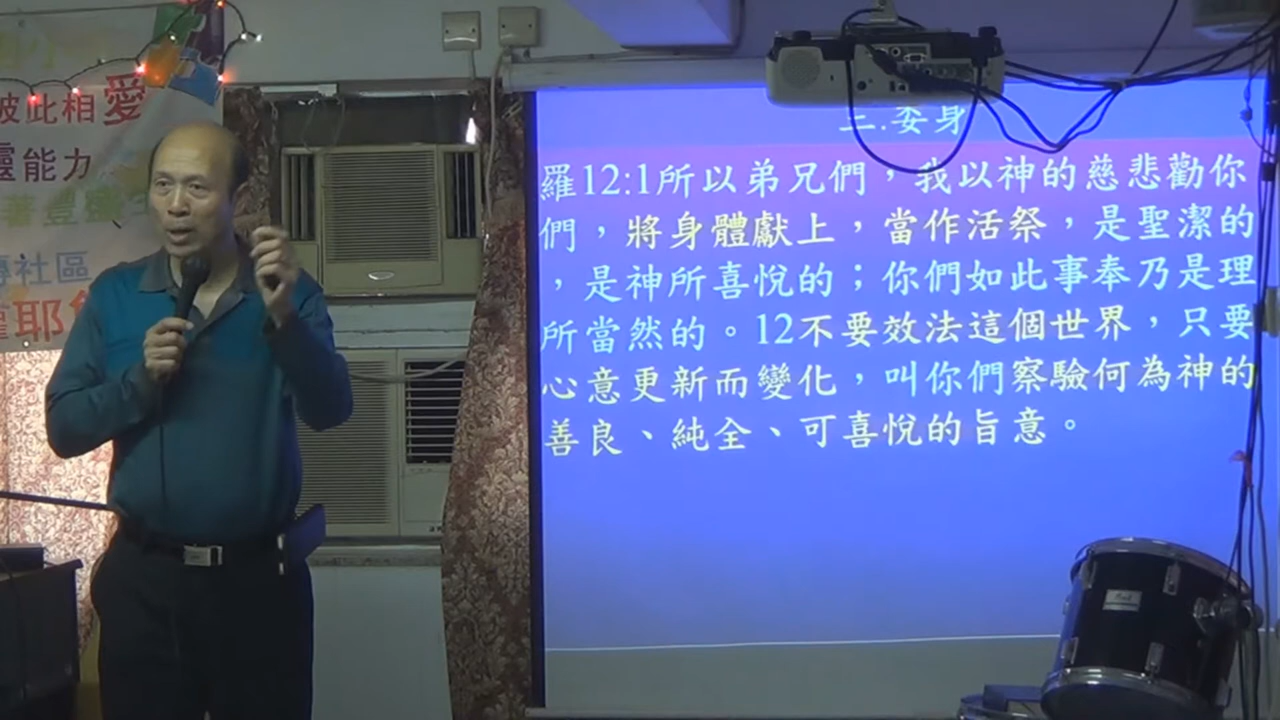 彼此相愛
靈能力
社區
耶
.委身
羅12:1所以弟兄們，我以神的慈悲勸你
們，將身體獻上，當作活祭，是聖潔的
，是神所喜悅的；你們如此事奉乃是理
所當然的。12不要效法這個世界，只要
心意更新而變化，叫你們察驗何為神的
善良、純全、可喜悅的旨意。